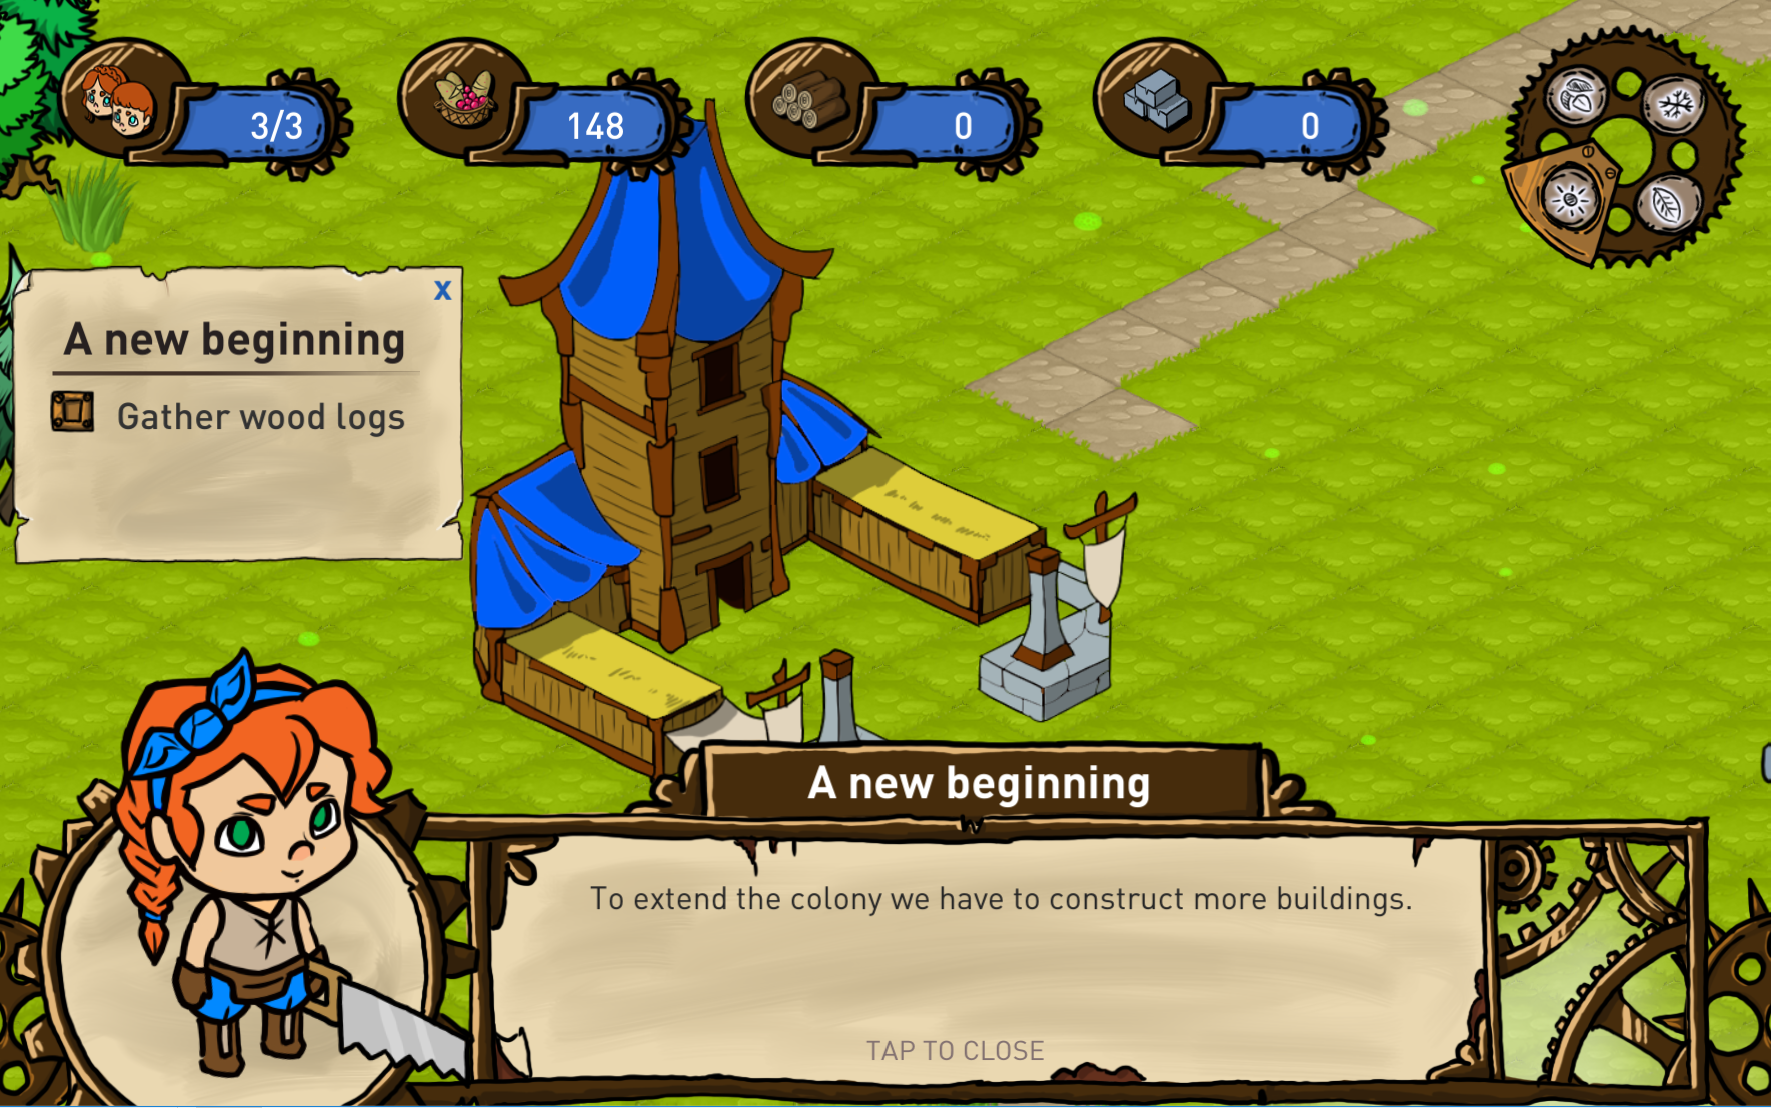 3/3
148
0
0
x
A new beginning
Gather wood logs
A new beginning
To extend the colony we have to construct more buildings.
TAP TO CLOSE